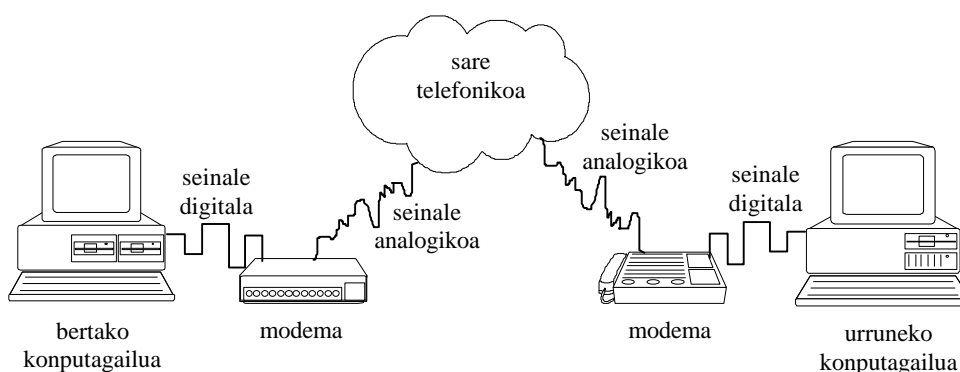 sare
telefonikoa
seinale
digitala
seinale
analogikoa
seinale
analogikoa
seinale
digitala
bertako
konputagailua
modema
modema
urruneko
konputagailua